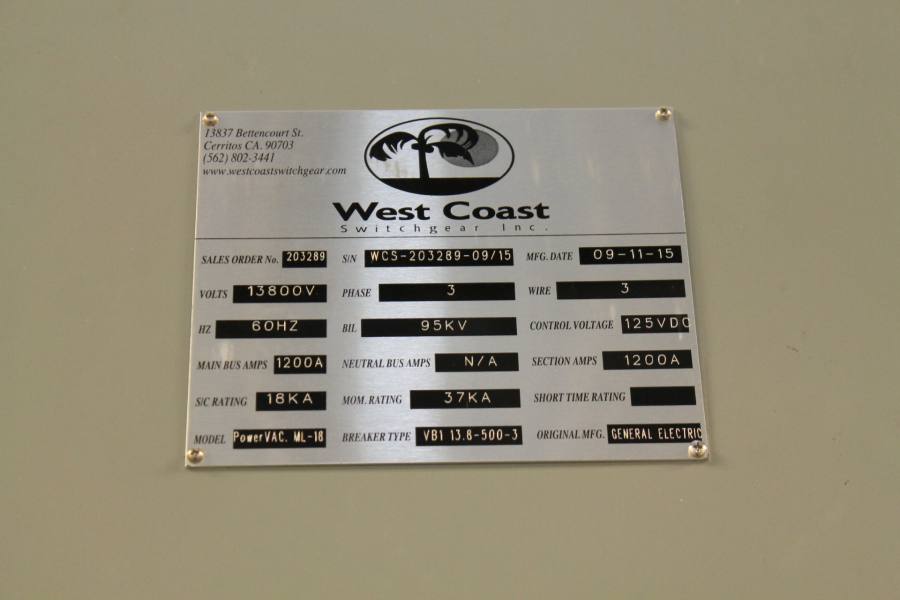 13837 Bettencourt St.
Cerritos CA. 90703
(562) 802-3441
www.westcoastswitchgear.com
West Coast
Switchgear Inc.
SALES ORDER No. 203289 S/N WCS-203289-09/15 MFG. DATE 09-11-15
VOLTS 13800V PHASE 3 WIRE 3
HZ 60HZ BIL 95KV CONTROL VOLTAGE 125VDC
MAIN BUS AMPS 1200A NEUTRAL BUS AMPS N/A SECTION AMPS 1200A
S/C RATING 18KA MOM. RATING 37KA SHORT TIME RATING
MODEL PowerVAC. ML-18 BREAKER TYPE VB1 13.8-500-3 ORIGINAL MFG. GENERAL ELECTRIC